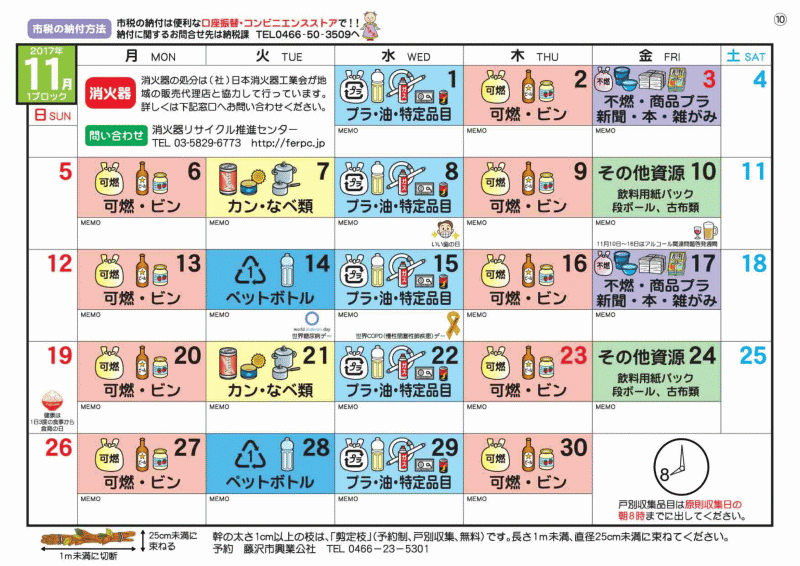 市税の納付方法
市税の納付は便利な口座振替・コンビニエンスストアで！！
納付に関するお問合せ先は納税課 TEL0466-50-3509へ
⑩
2017年
11月
1ブロック
日 SUN
月 MON
火 TUE
水 WED
木 THU
金 FRI
土 SAT
消火器
消火器の処分は（社）日本消火器工業会が地
域の販売代理店と協力して行っています。
詳しくは下記窓口へお問い合わせください。
問い合わせ
消火器リサイクル推進センター
TEL 03-5829-6773 http://ferpc.jp
1
プラ
プラ・油・特定品目
MEMO
2
可燃
可燃・ビン
MEMO
3
不燃
不燃・商品プラ
新聞・本・雑がみ
MEMO
4
5
6
可燃
可燃・ビン
MEMO
7
カン・なべ類
MEMO
8
プラ
プラ・油・特定品目
MEMO
いい歯の日
9
可燃
可燃・ビン
MEMO
その他資源 10
飲料用紙パック
段ボール、古布類
MEMO
11月10日～16日はアルコール関連問題啓発週間
11
12
13
可燃
可燃・ビン
MEMO
14
1
ペットボトル
MEMO
world diabetes day
世界糖尿病デー
15
プラ
プラ・油・特定品目
MEMO
世界COPD（慢性閉塞性肺疾患）デー
16
可燃
可燃・ビン
MEMO
17
不燃
不燃・商品プラ
新聞・本・雑がみ
MEMO
18
19
健康は
1日3度の食事から
食育の日
20
可燃
可燃・ビン
MEMO
21
カン・なべ類
MEMO
22
プラ
プラ・油・特定品目
MEMO
23
可燃
可燃・ビン
MEMO
その他資源 24
飲料用紙パック
段ボール、古布類
MEMO
25
26
27
可燃
可燃・ビン
MEMO
28
1
ペットボトル
MEMO
29
プラ
プラ・油・特定品目
MEMO
30
可燃
可燃・ビン
MEMO
8
戸別収集品目は原則収集日の
朝8時までに出してください。
1m未満に切断
25cm未満に
束ねる
幹の太さ1cm以上の枝は、「剪定枝」（予約制、戸別収集、無料）です。長さ1m未満、直径25cm未満に束ねてください。
予約 藤沢市興業公社 TEL 0466－23－5301